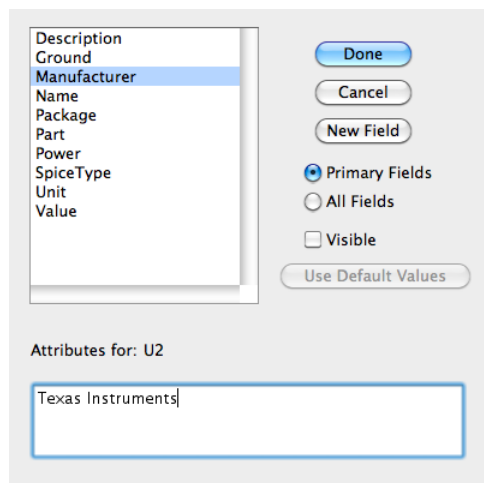 Description
Ground
Manufacturer
Name
Package
Part
Power
SpiceType
Unit
Value
Done
Cancel
New Field
Primary Fields
All Fields
Visible
Use Default Values
Attributes for: U2
Texas Instruments